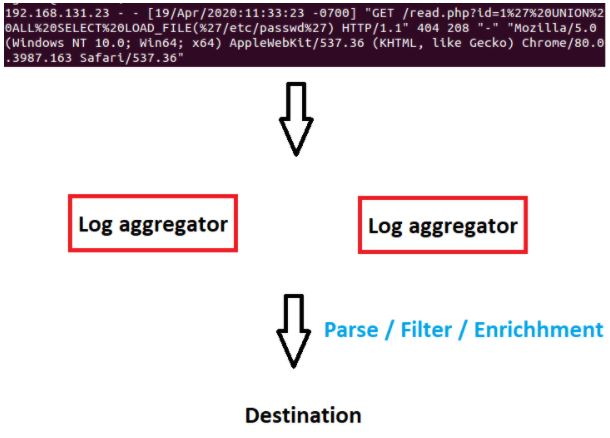 192.168.131.23 - - [19/Apr/2020:11:33:23 -0700] "GET /read.php?id=1%27%20UNION%2
0ALL%20SELECT%20LOAD_FILE(%27/etc/passwd%27) HTTP/1.1" 404 208 "-" "Mozilla/5.0
(Windows NT 10.0; Win64; x64) AppleWebKit/537.36 (KHTML, like Gecko) Chrome/80.0
.3987.163 Safari/537.36"
Log aggregator
Log aggregator
Parse / Filter / Enrichhment
Destination